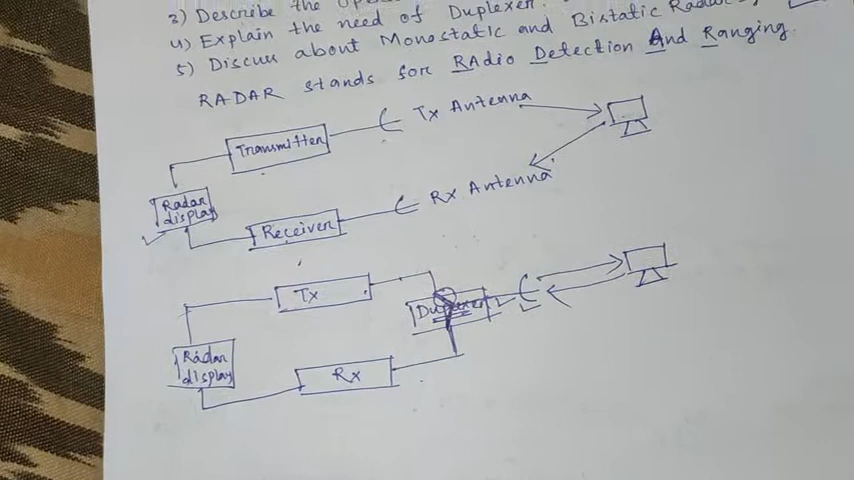 3) Describe the
4) Explain the need of Duplexer.
5) Discuss about Monostatic and Bistatic Radar.
RADAR stands for RAdio Detection And Ranging
Tx Antenna
Transmitter
Radar
display
RX Antenna
Receiver
Tx
Duplexer
Radar
display
Rx